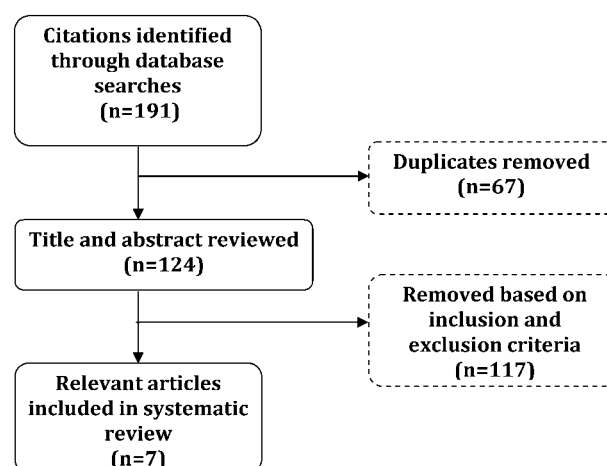 Citations identified
through database
searches
(n=191)
Duplicates removed
(n=67)
Title and abstract reviewed
(n=124)
Removed based on
inclusion and
exclusion criteria
(n=117)
Relevant articles
included in systematic
review
(n=7)